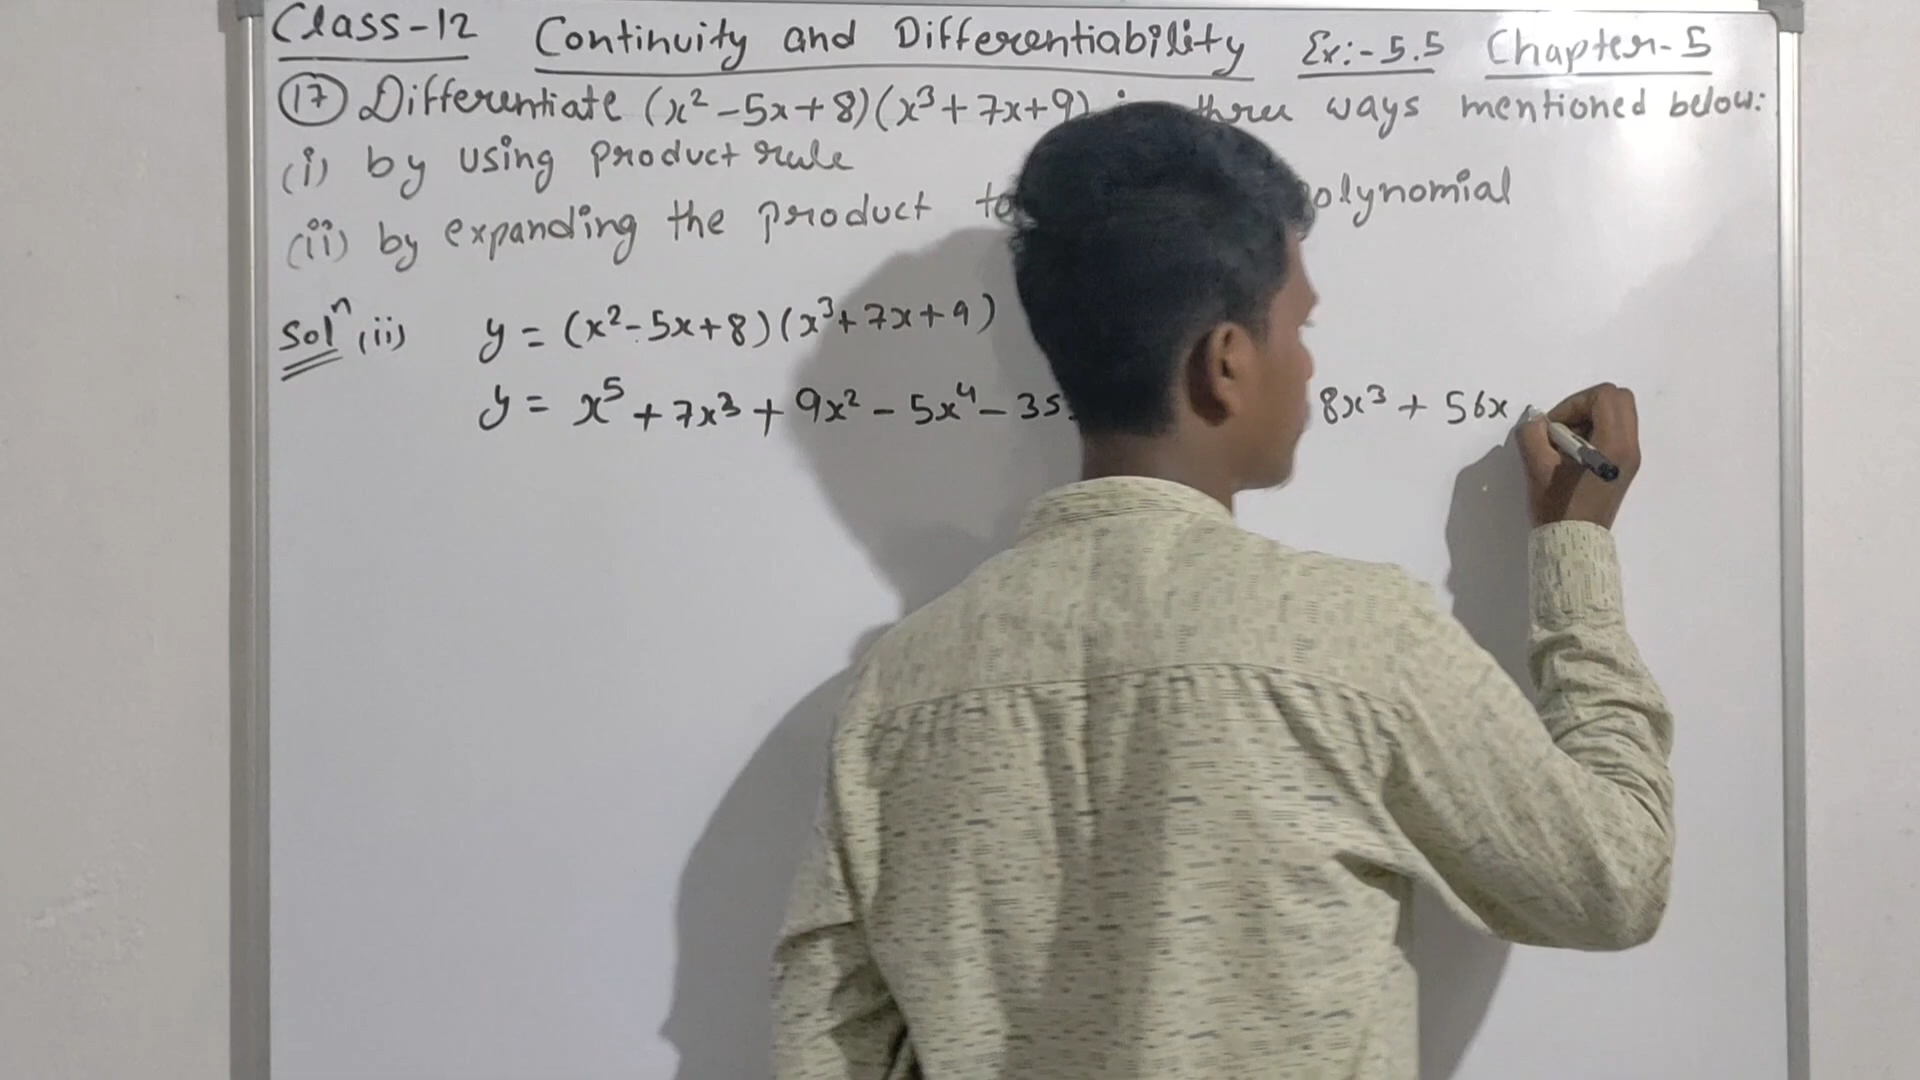 Class-12 Continuity and Differentiability Ex:-5.5 Chapter-5
(17) Differentiate (x² - 5x + 8)(x³ + 7x + 9) three ways mentioned below:
(i) by using product rule
(ii) by expanding the product to polynomial
Solⁿ (ii) y = (x² - 5x + 8)(x³ + 7x + 9)
y = x⁵ + 7x³ + 9x² - 5x⁴ - 35 8x³ + 56x